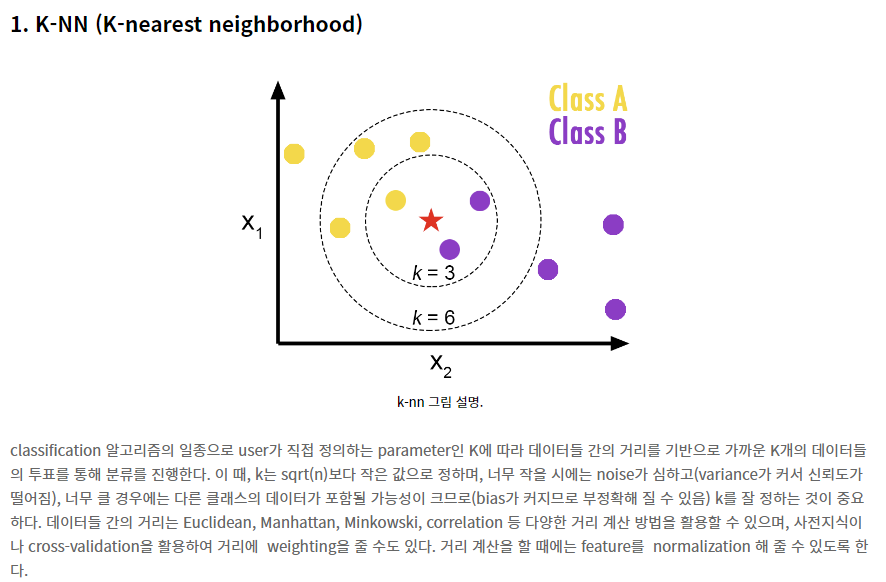 1. K-NN (K-nearest neighborhood)
Class A
Class B
X1
k = 3
k = 6
X2
k-nn 그림 설명.
classification 알고리즘의 일종으로 user가 직접 정의하는 parameter인 K에 따라 데이터들 간의 거리를 기반으로 가까운 K개의 데이터들
의 투표를 통해 분류를 진행한다. 이 때, k는 sqrt(n)보다 작은 값으로 정하며, 너무 작을 시에는 noise가 심하고(variance가 커서 신뢰도가
떨어짐), 너무 클 경우에는 다른 클래스의 데이터가 포함될 가능성이 크므로(bias가 커지므로 부정확해 질 수 있음) k를 잘 정하는 것이 중요
하다. 데이터들 간의 거리는 Euclidean, Manhattan, Minkowski, correlation 등 다양한 거리 계산 방법을 활용할 수 있으며, 사전지식이
나 cross-validation을 활용하여 거리에  weighting을 줄 수도 있다. 거리 계산을 할 때에는 feature를  normalization 해 줄 수 있도록 한
다.